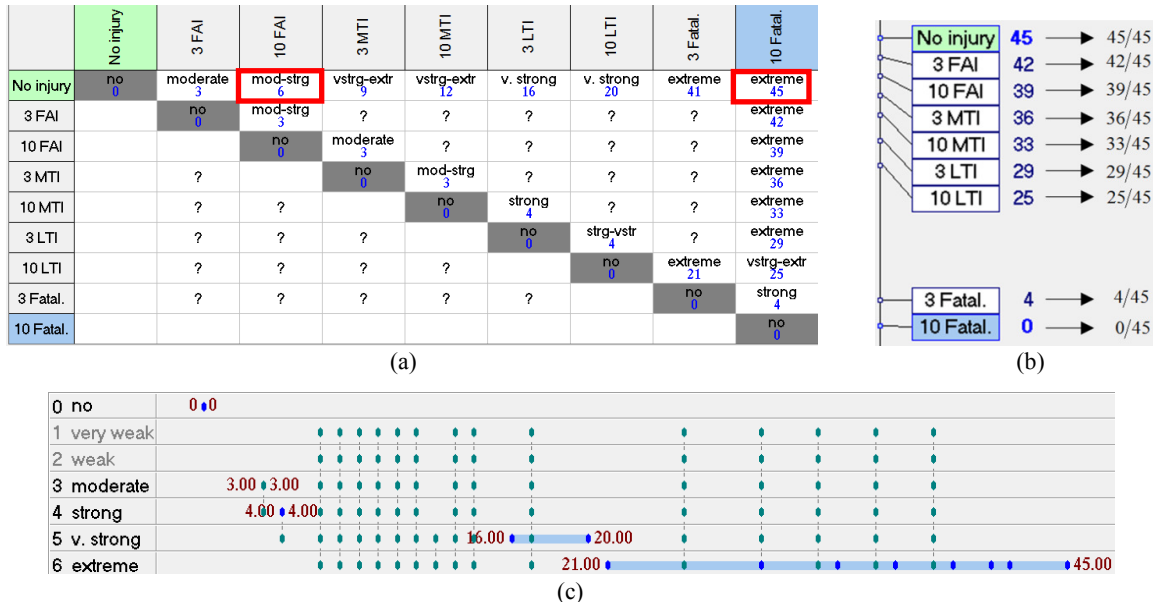 No injury 3 FAI 10 FAI 3 MTI 10 MTI 3 LTI 10 LTI 3 Fatal. 10 Fatal.
No injury no moderate mod-strg vstrg-extr vstrg-extr v. strong v. strong extreme extreme
0 3 6 9 12 16 20 41 45
3 FAI no mod-strg ? ? ? ? ? extreme
0 3 42
10 FAI no moderate ? ? ? ? extreme
0 3 39
3 MTI ? no mod-strg ? ? ? extreme
0 3 36
10 MTI ? ? no strong ? ? extreme
0 4 33
3 LTI ? ? ? no strg-vstr ? extreme
0 4 29
10 LTI ? ? ? no extreme vstrg-extr
0 21 25
3 Fatal. ? ? ? ? no strong
0 4
10 Fatal. no
0
(a)
No injury 45 45/45
3 FAI 42 42/45
10 FAI 39 39/45
3 MTI 36 36/45
10 MTI 33 33/45
3 LTI 29 29/45
10 LTI 25 25/45
3 Fatal. 4 4/45
10 Fatal. 0 0/45
(b)
0 no 0 0
1 very weak
2 weak
3 moderate 3.00 3.00
4 strong 4.00 4.00
5 v. strong 16.00 20.00
6 extreme 21.00 45.00
(c)